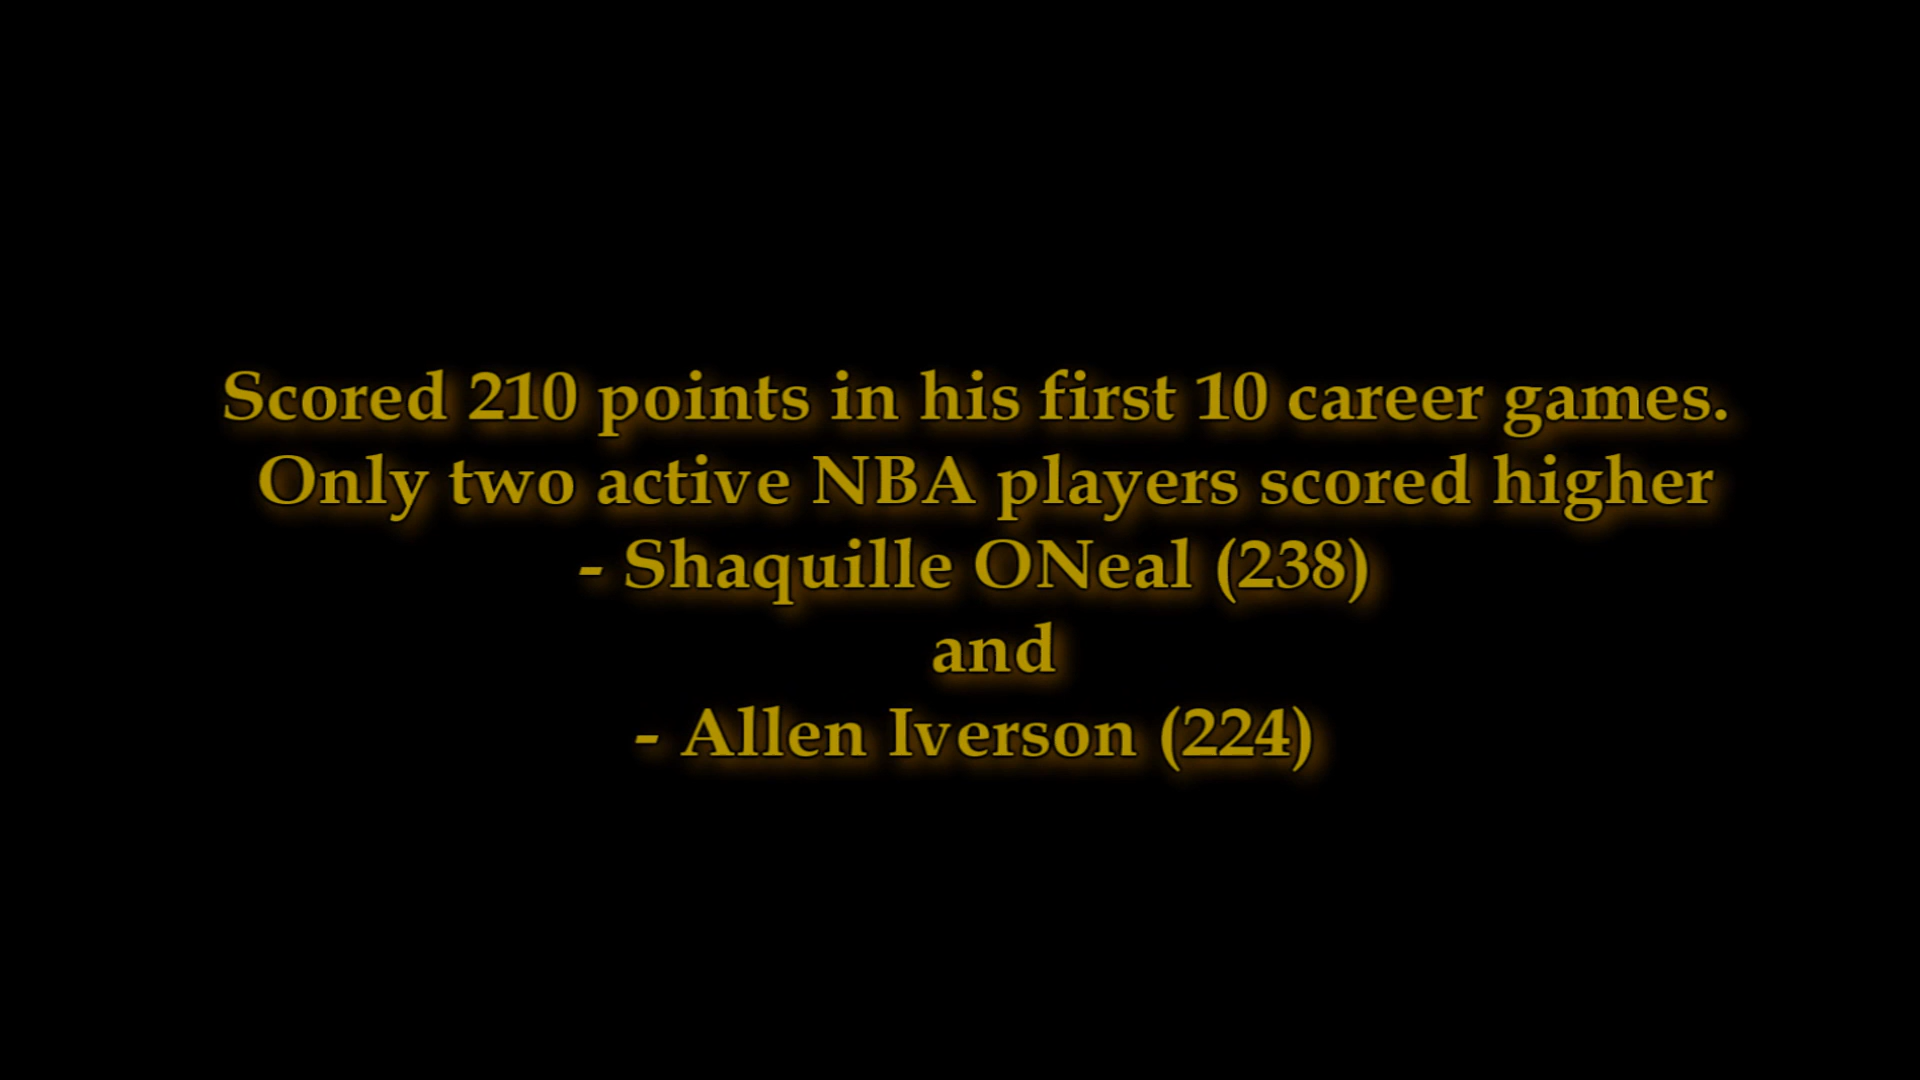 Scored 210 points in his first 10 career games.
Only two active NBA players scored higher
- Shaquille ONeal (238)
and
- Allen Iverson (224)